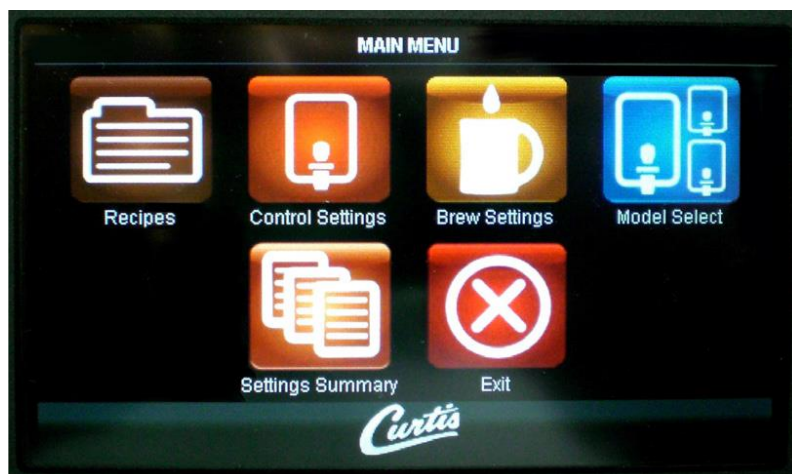 MAIN MENU
Recipes
Control Settings
Brew Settings
Model Select
Settings Summary
Exit
Curtis